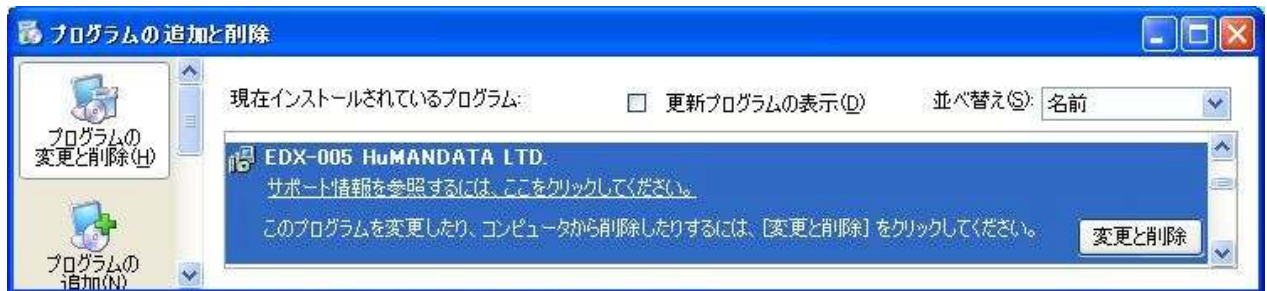 プログラムの追加と削除
現在インストールされているプログラム:
更新プログラムの表示(D)
並べ替え(S):
名前
プログラムの
変更と削除(H)
EDX-005 HuMANDATA LTD.
サポート情報を参照するには、ここをクリックしてください。
このプログラムを変更したり、コンピュータから削除したりするには、[変更と削除] をクリックしてください。
変更と削除
プログラムの
追加(N)